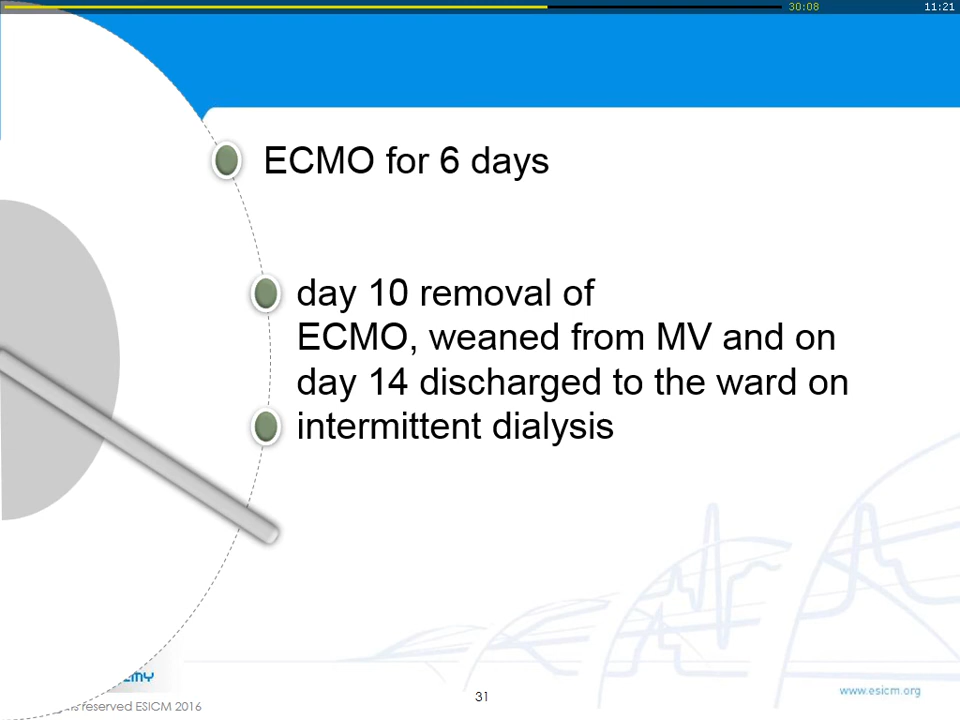 30:08 11:21
ECMO for 6 days
day 10 removal of
ECMO, weaned from MV and on
day 14 discharged to the ward on
intermittent dialysis
31
www.esicm.org
reserved ESICM 2016